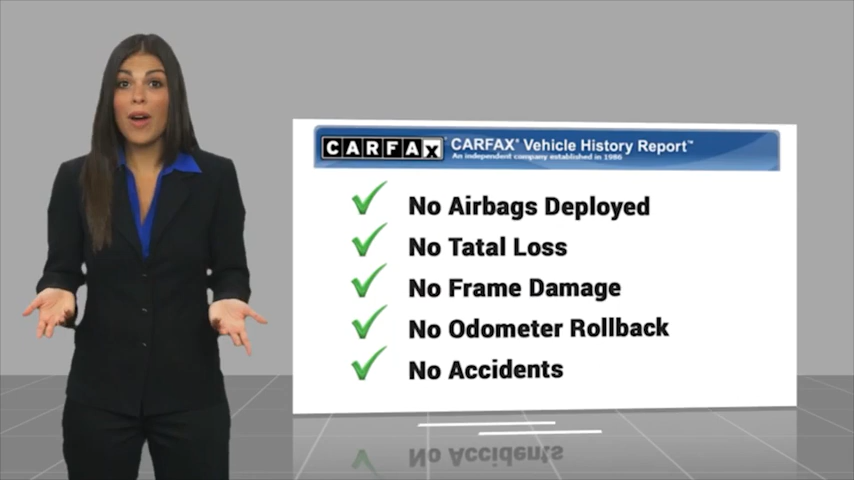 CARFAX CARFAX® Vehicle History Report™
An independent company established in 1986
No Airbags Deployed
No Tatal Loss
No Frame Damage
No Odometer Rollback
No Accidents
No Accidents